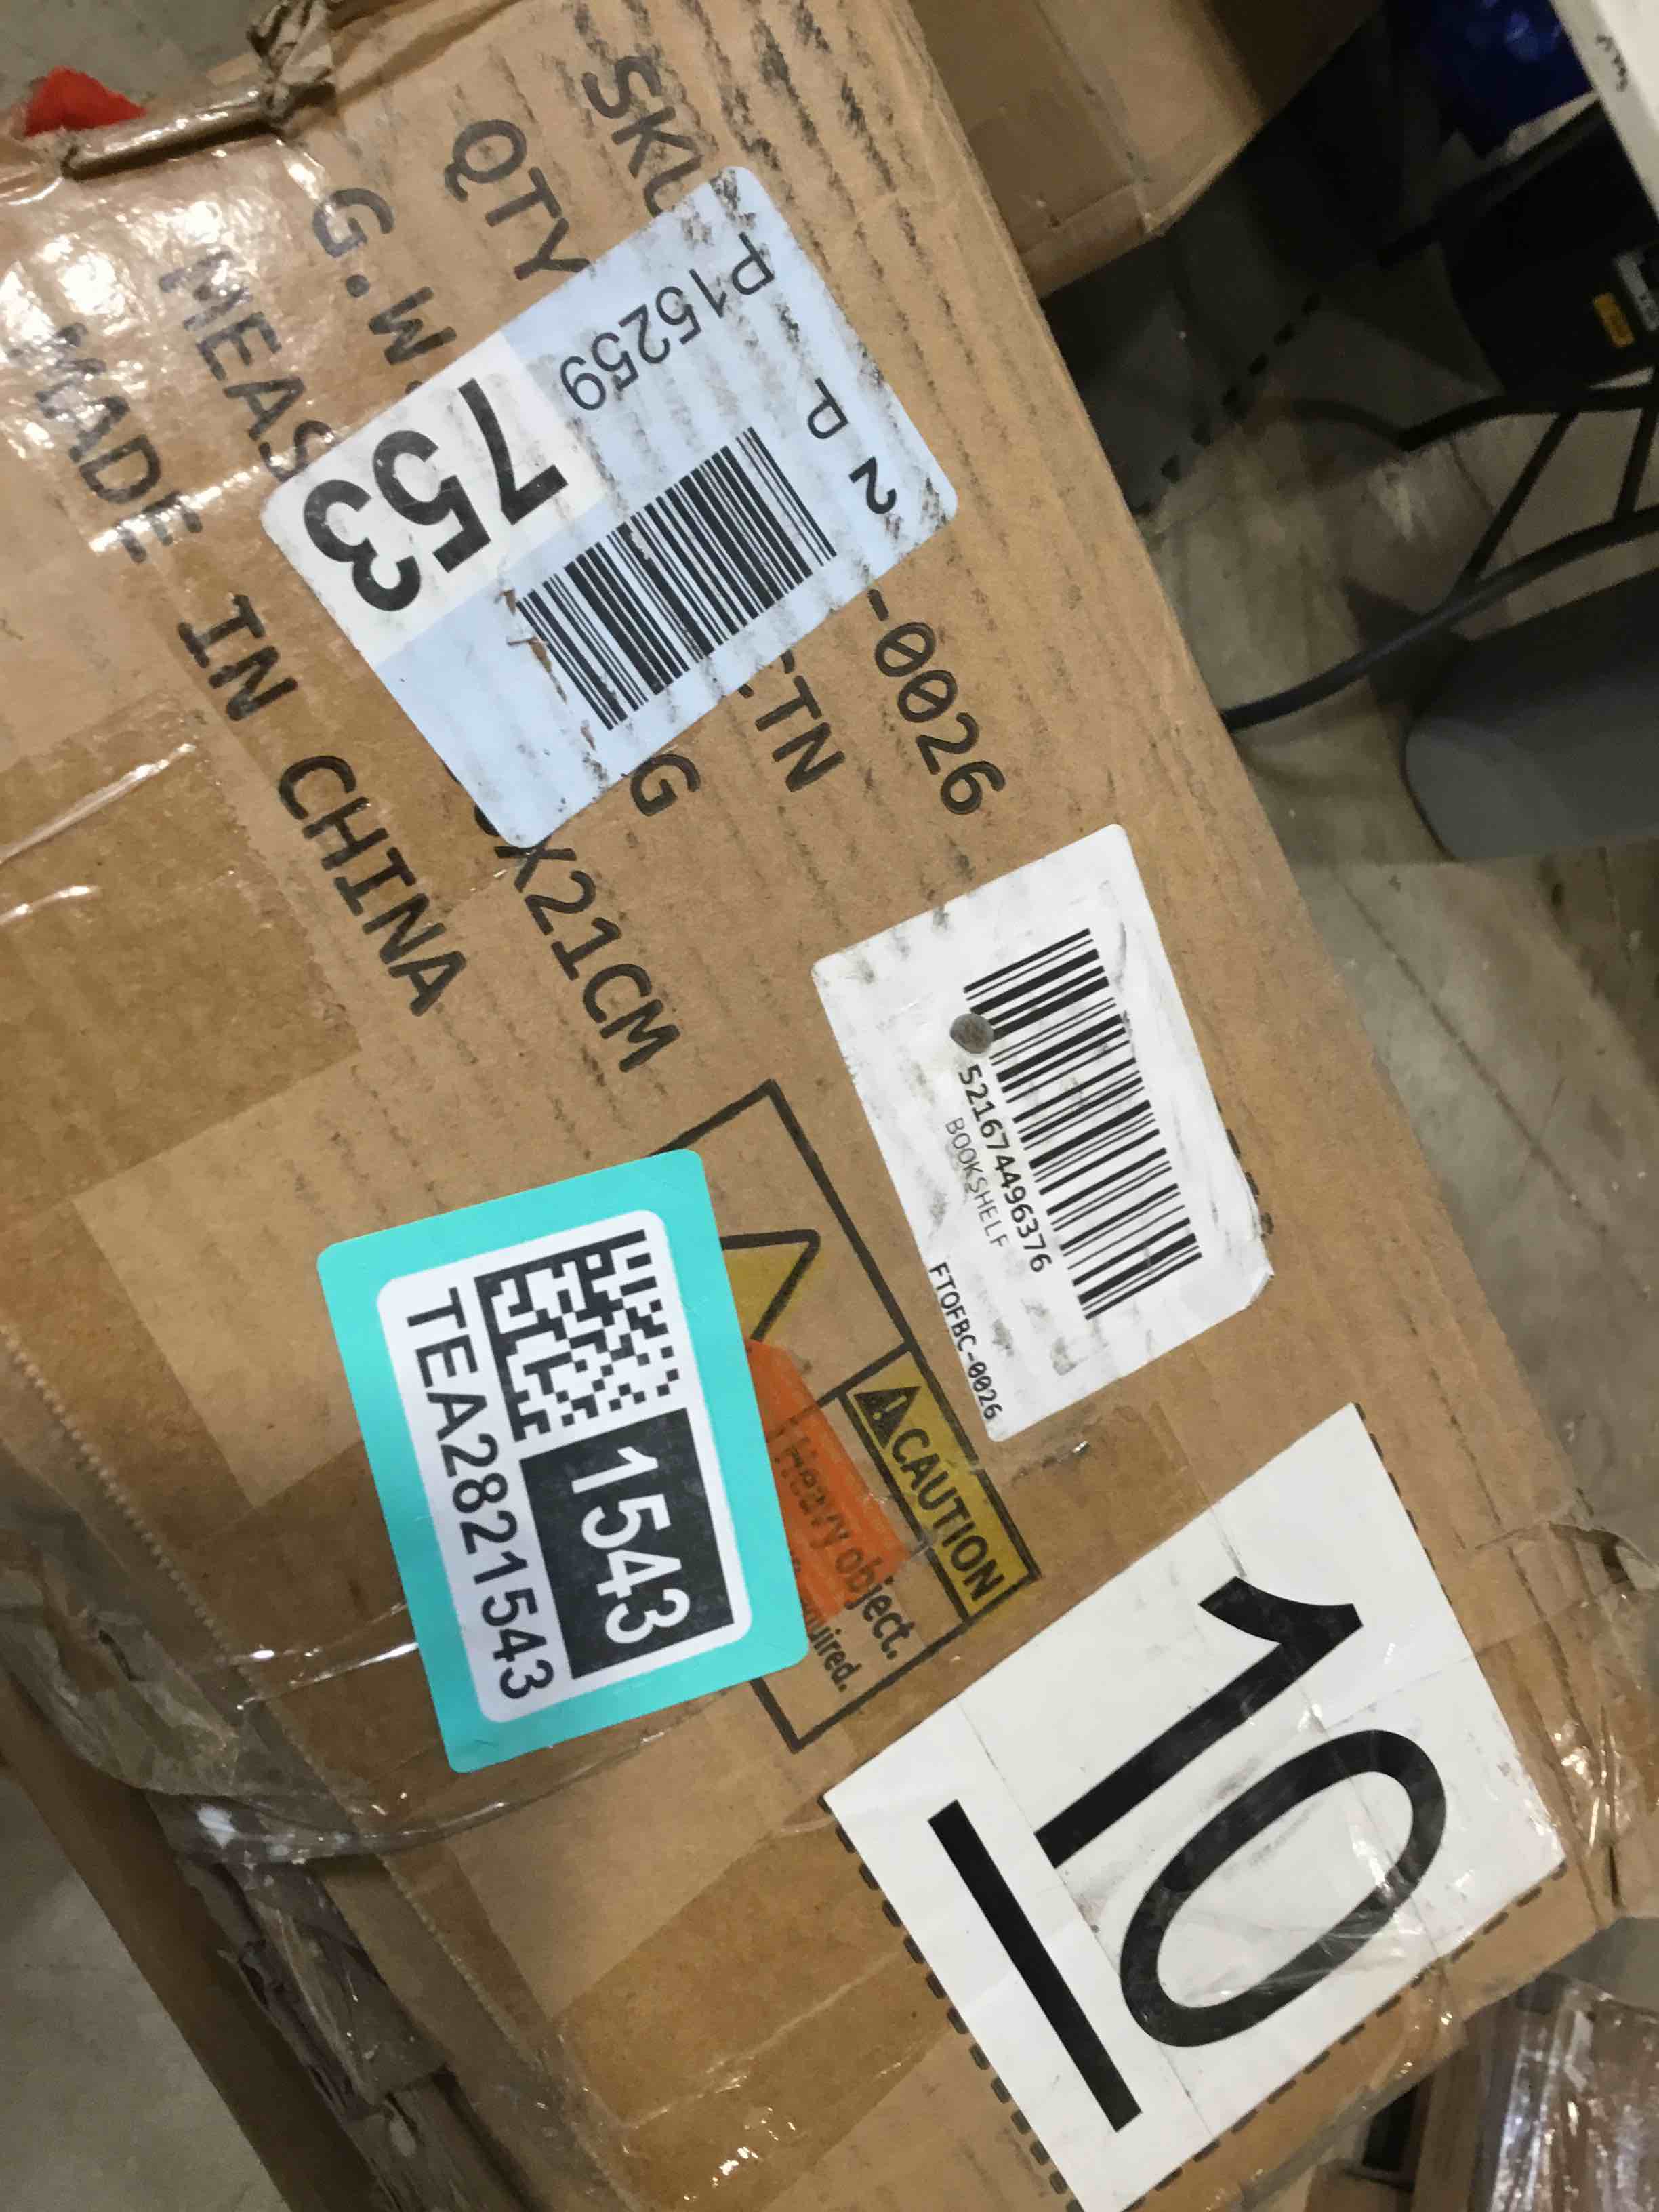 SKU
-0026
QTY
CTN
G.W.
G
MEAS
X21CM
MADE IN CHINA
P15259
2 P
753
521674496376
BOOKSHELF
FTOFBC-0026
CAUTION
Heavy object.
1543
TEA2821543
10